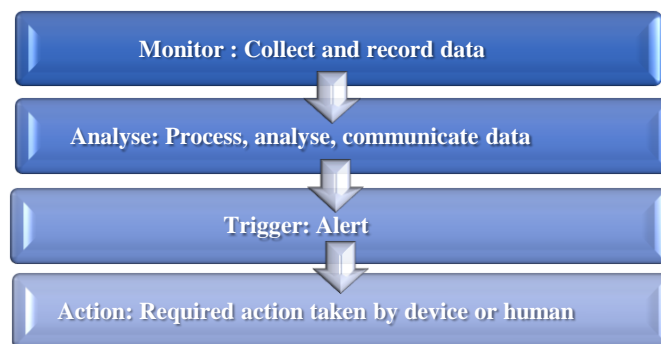 Monitor : Collect and record data
Analyse: Process, analyse, communicate data
Trigger: Alert
Action: Required action taken by device or human